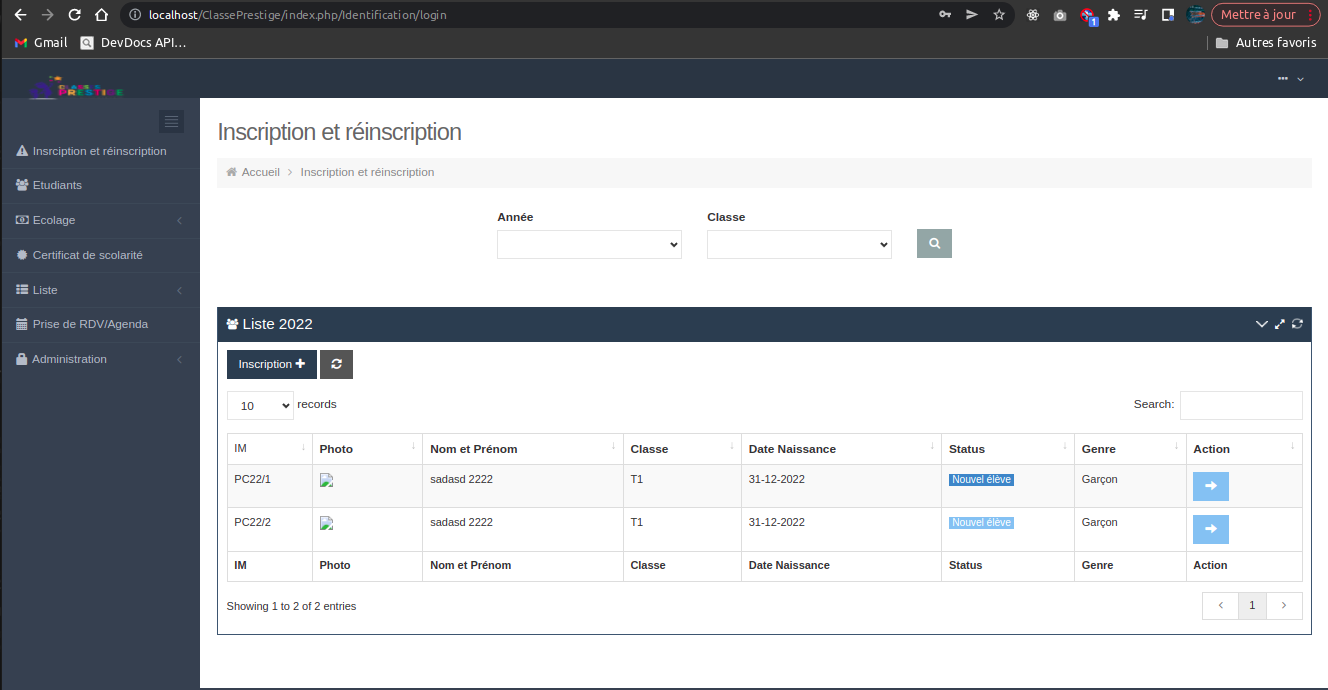 localhost/ClassePrestige/index.php/Identification/login
1
Mettre à jour
Gmail
DevDocs API...
Autres favoris
PRESTIGE
Inscription et réinscription
Insrciption et réinscription
Accueil > Inscription et réinscription
Etudiants
Année
Classe
Ecolage
Certificat de scolarité
Liste
Prise de RDV/Agenda
Administration
Liste 2022
Inscription
10 records
Search:
IM Photo Nom et Prénom Classe Date Naissance Status Genre Action
PC22/1 sadasd 2222 T1 31-12-2022 Nouvel élève Garçon
PC22/2 sadasd 2222 T1 31-12-2022 Nouvel élève Garçon
IM Photo Nom et Prénom Classe Date Naissance Status Genre Action
Showing 1 to 2 of 2 entries
1